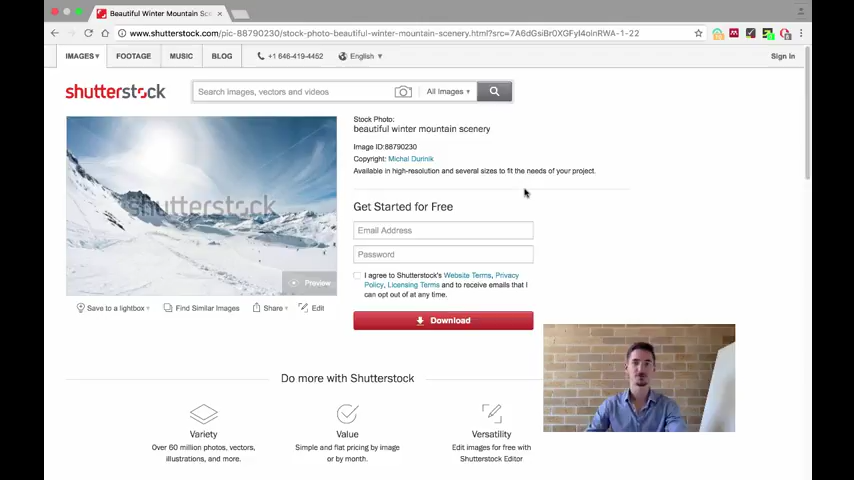 Beautiful Winter Mountain Sce
www.shutterstock.com/pic-88790230/stock-photo-beautiful-winter-mountain-scenery.html?src=7A6dGsiBr0XGFyl4olnRWA-1-22
IMAGES FOOTAGE MUSIC BLOG +1 646-419-4452 English Sign In
shutterstock Search images, vectors and videos All Images
Stock Photo:
beautiful winter mountain scenery
Image ID:88790230
Copyright: Michal Durinik
Available in high-resolution and several sizes to fit the needs of your project.
shutterstock
Get Started for Free
Email Address
Password
I agree to Shutterstock's Website Terms, Privacy
Policy, Licensing Terms and to receive emails that I
can opt out of at any time.
Preview
Save to a lightbox Find Similar Images Share Edit
Download
Do more with Shutterstock
Variety
Over 60 million photos, vectors,
illustrations, and more.
Value
Simple and flat pricing by image
or by month.
Versatility
Edit images for free with
Shutterstock Editor